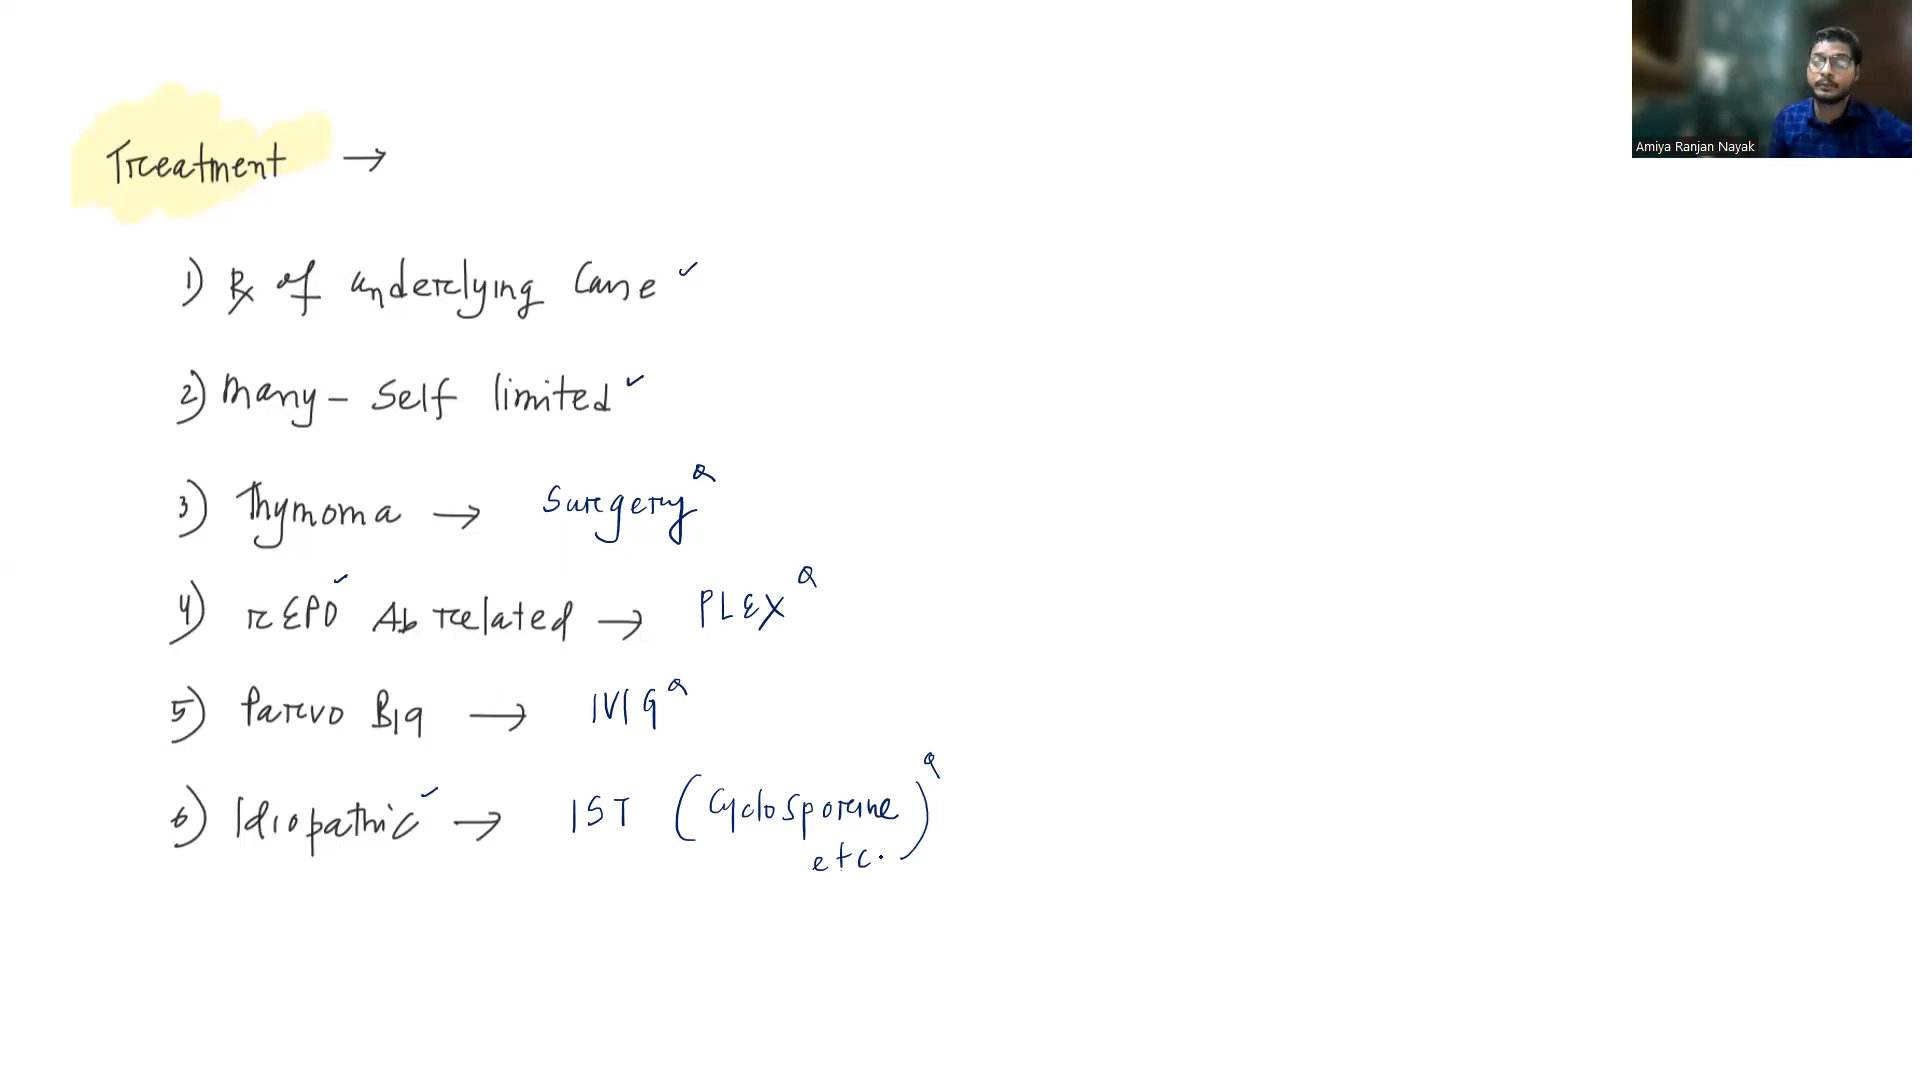 Treatment →
Amiya Ranjan Nayak
1) Rx of underlying Cause ✓
2) Many - Self limited ✓
3) Thymoma → Surgery
4) rEPO ✓ Ab related → PLEX
5) Parvo B19 → IVIG
6) Idiopathic ✓ → IST (Cyclosporine
etc.)